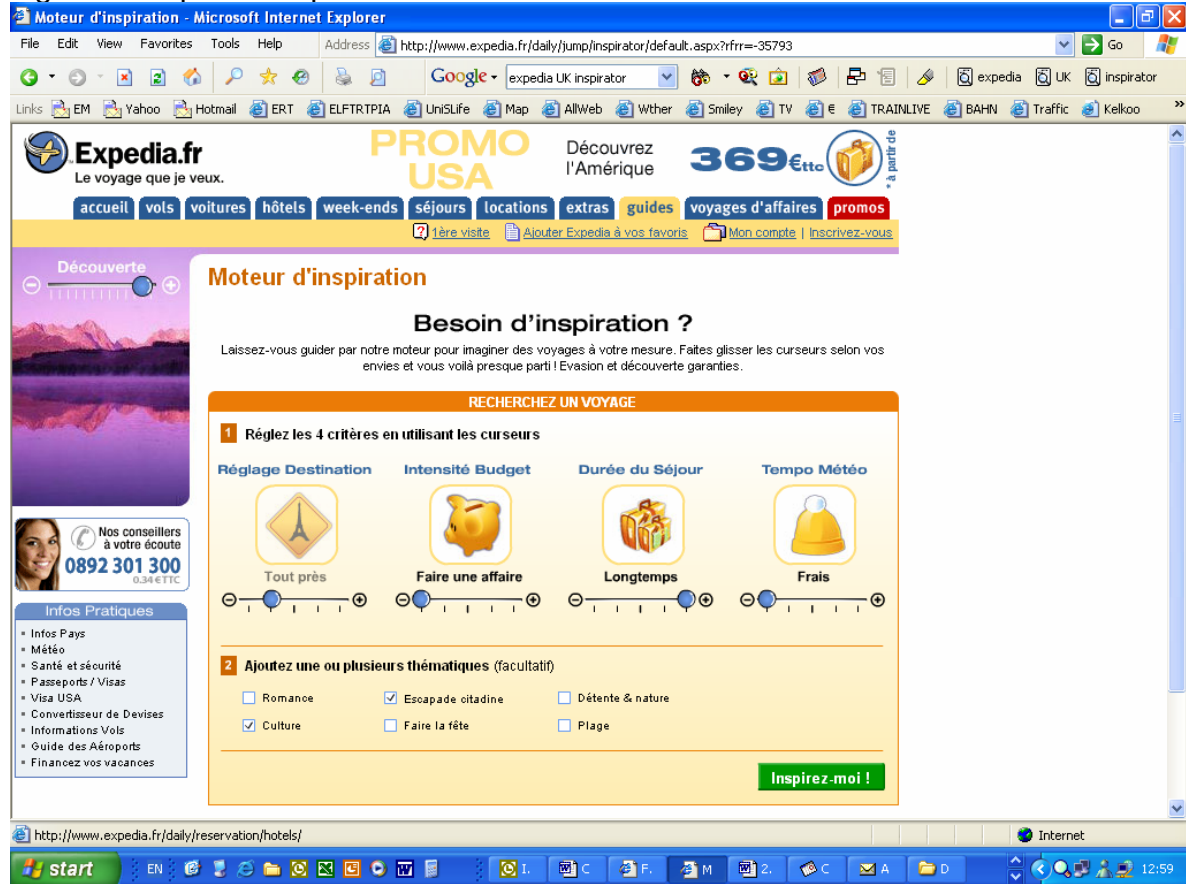 Moteur d'inspiration - Microsoft Internet Explorer
File Edit View Favorites Tools Help Address http://www.expedia.fr/daily/jump/inspirator/default.aspx?rfrr=-35793 Go
Google expedia UK inspirator expedia UK inspirator
Links EM Yahoo Hotmail ERT ELFTRTPIA UniSLife Map AllWeb Wther Smiley TV € TRAINLIVE BAHN Traffic Kelkoo »
Expedia.fr
Le voyage que je veux.
PROMO
USA
Découvrez
l'Amérique
369€ttc
* à partir de
accueil vols voitures hôtels week-ends séjours locations extras guides voyages d'affaires promos
1ère visite Ajouter Expedia à vos favoris Mon compte | Inscrivez-vous
Découverte
Moteur d'inspiration
Besoin d'inspiration ?
Laissez-vous guider par notre moteur pour imaginer des voyages à votre mesure. Faites glisser les curseurs selon vos
envies et vous voilà presque parti ! Evasion et découverte garanties.
RECHERCHEZ UN VOYAGE
1 Réglez les 4 critères en utilisant les curseurs
Réglage Destination Intensité Budget Durée du Séjour Tempo Météo
Tout près Faire une affaire Longtemps Frais
Nos conseillers
à votre écoute
0892 301 300
0.34 € TTC
Infos Pratiques
Infos Pays
Météo
Santé et sécurité
Passeports / Visas
Visa USA
Convertisseur de Devises
Informations Vols
Guide des Aéroports
Financez vos vacances
2 Ajoutez une ou plusieurs thématiques (facultatif)
Romance Escapade citadine Détente & nature
Culture Faire la fête Plage
Inspirez-moi !
http://www.expedia.fr/daily/reservation/hotels/ Internet
start EN I. C F. M 2. C A D 12:59